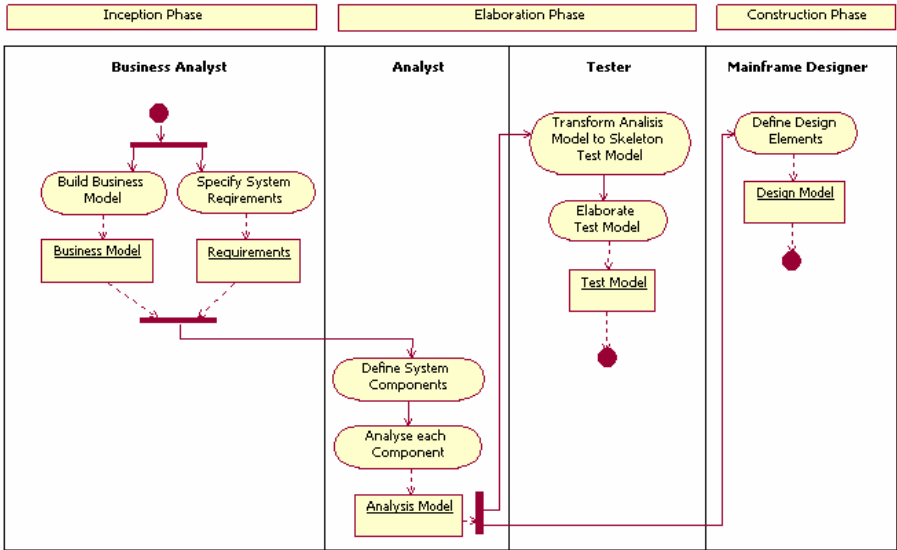 Inception Phase
Elaboration Phase
Construction Phase
Business Analyst
Analyst
Tester
Mainframe Designer
Build Business
Model
Specify System
Reqirements
Business Model
Requirements
Define System
Components
Analyse each
Component
Analysis Model
Transform Analisis
Model to Skeleton
Test Model
Elaborate
Test Model
Test Model
Define Design
Elements
Design Model